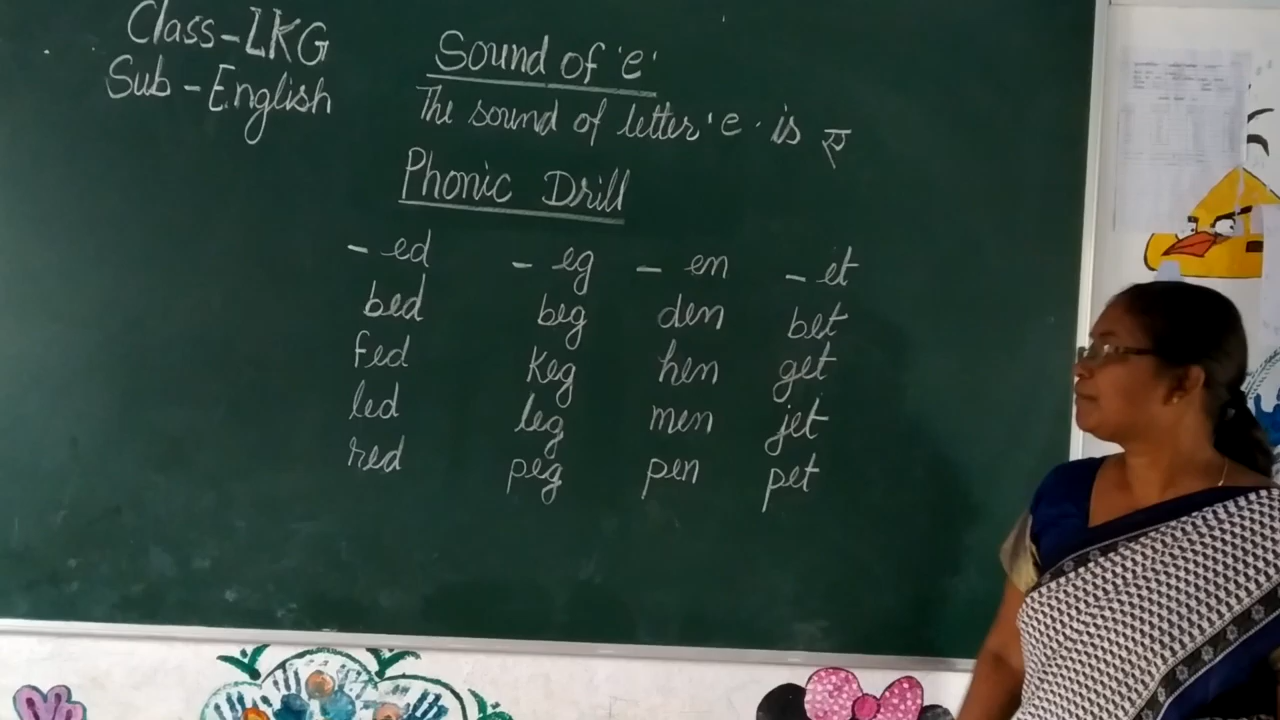 Class-LKG
Sub-English
Sound of 'e'
The sound of letter 'e' is ए
Phonic Drill
- ed - eg - en - et
bed beg den bet
fed keg hen get
led leg men jet
red peg pen pet